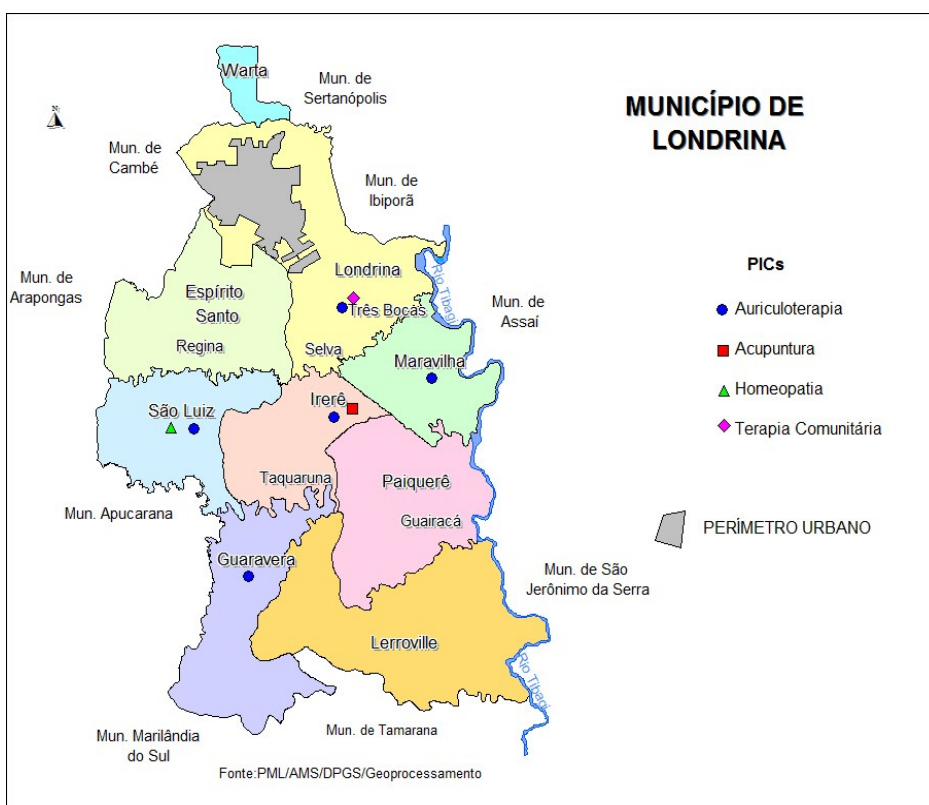 Warta
Mun. de
Sertanópolis
N
MUNICÍPIO DE
LONDRINA
Mun. de
Cambé
Mun. de
Ibiporã
Mun. de
Arapongas
Londrina
Rio Tibagi
PICs
Espírito
Santo
Três Bocas
Mun. de
Assaí
Auriculoterapia
Regina
Selva
Maravilha
Acupuntura
São Luiz
Irerê
Homeopatia
Terapia Comunitária
Taquaruna
Paiquerê
Mun. Apucarana
Guairacá
PERÍMETRO URBANO
Guaravera
Mun. de São
Jerônimo da Serra
Lerroville
Rio Tibagi
Mun. Marilândia
do Sul
Mun. de Tamarana
Fonte:PML/AMS/DPGS/Geoprocessamento